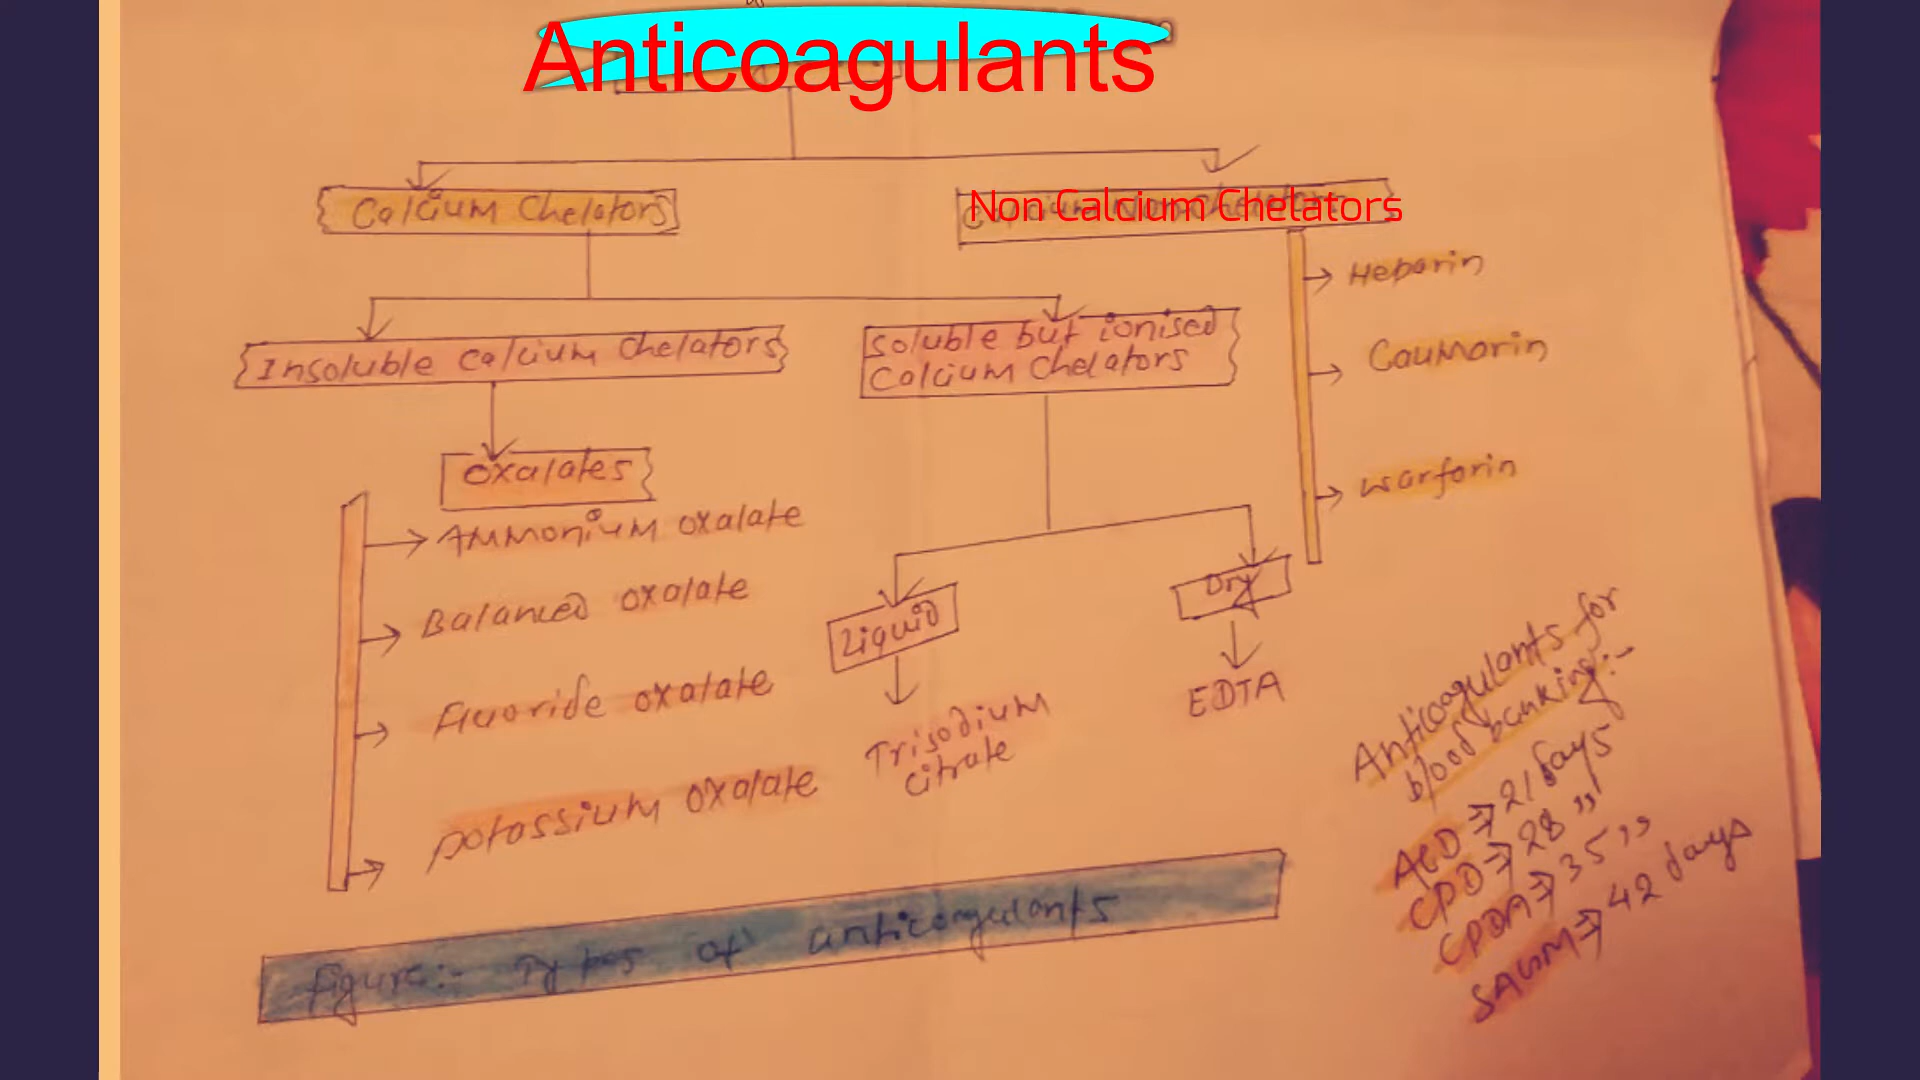 Anticoagulants
Calcium Chelators
Non Calcium Chelators
Heparin
Caumarin
Warfarin
Insoluble Calcium Chelators
Soluble but ionised
Calcium Chelators
Oxalates
Ammonium oxalate
Balanced oxalate
Fluoride oxalate
Potassium oxalate
Liquid
Trisodium
citrate
Dry
EDTA
Anticoagulants for
blood banking:-
ACD → 21 days
CPD → 28 ,,
CPDA → 35 ,,
SAGM → 42 days
Figure:- Types of anticoagulants